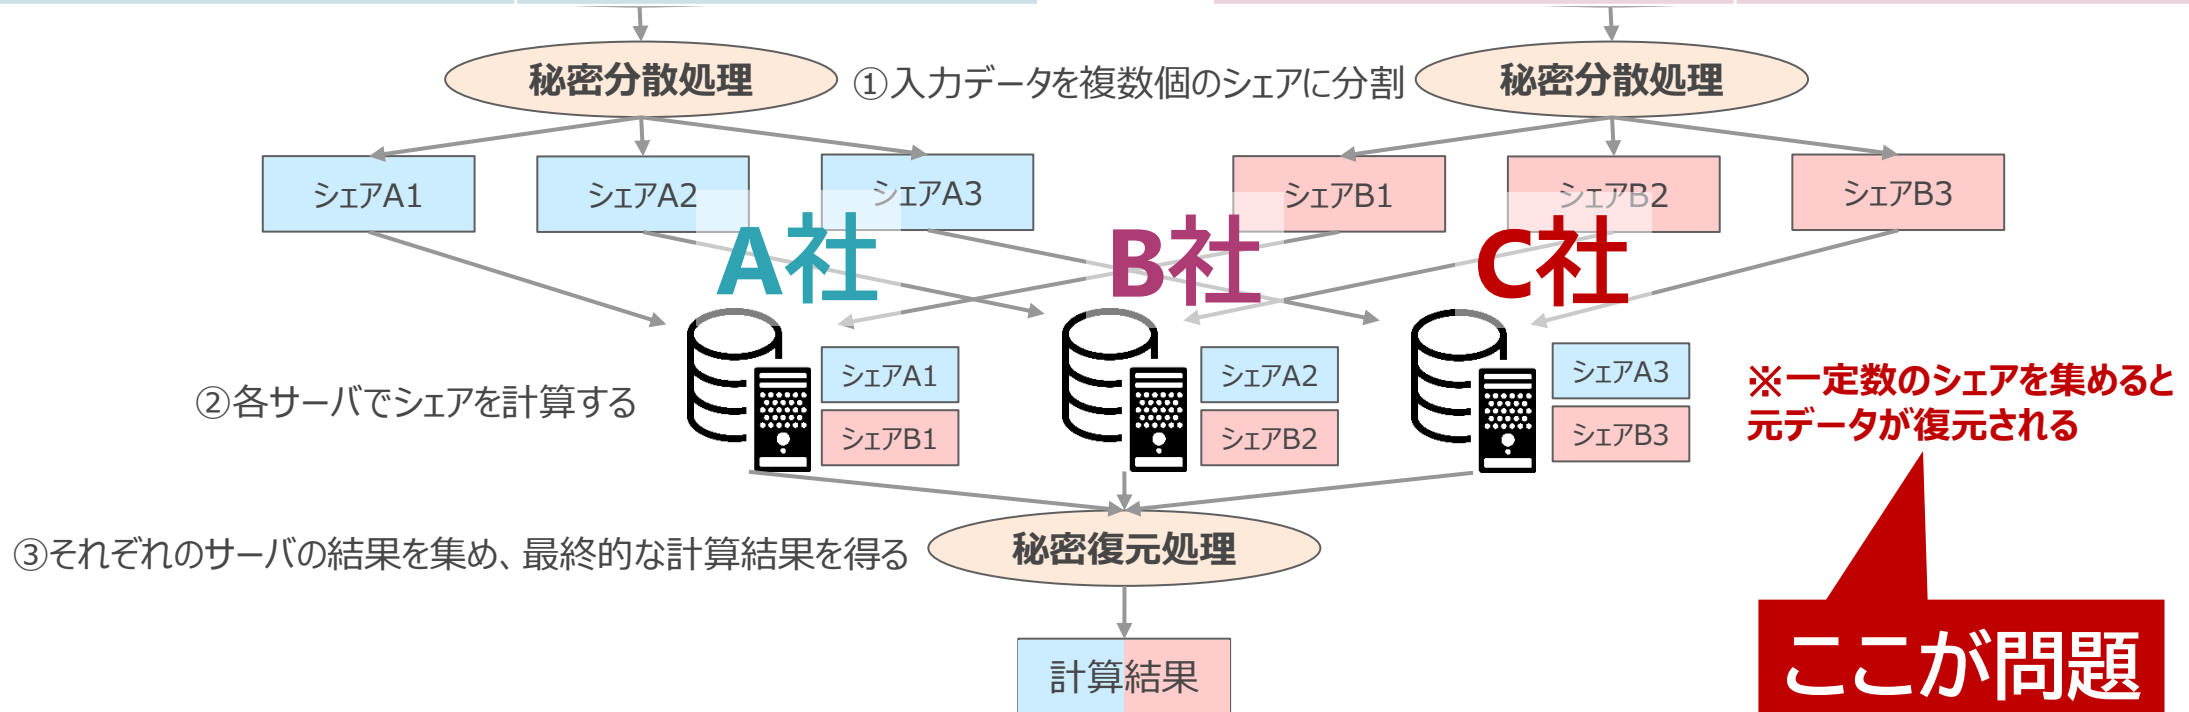 秘密分散処理
①入力データを複数個のシェアに分割
秘密分散処理
シェアA1
シェアA2
シェアA3
シェアB1
シェアB2
シェアB3
A社
B社
C社
②各サーバでシェアを計算する
シェアA1
シェアB1
シェアA2
シェアB2
シェアA3
シェアB3
※一定数のシェアを集めると
元データが復元される
③それぞれのサーバの結果を集め、最終的な計算結果を得る
秘密復元処理
計算結果
ここが問題